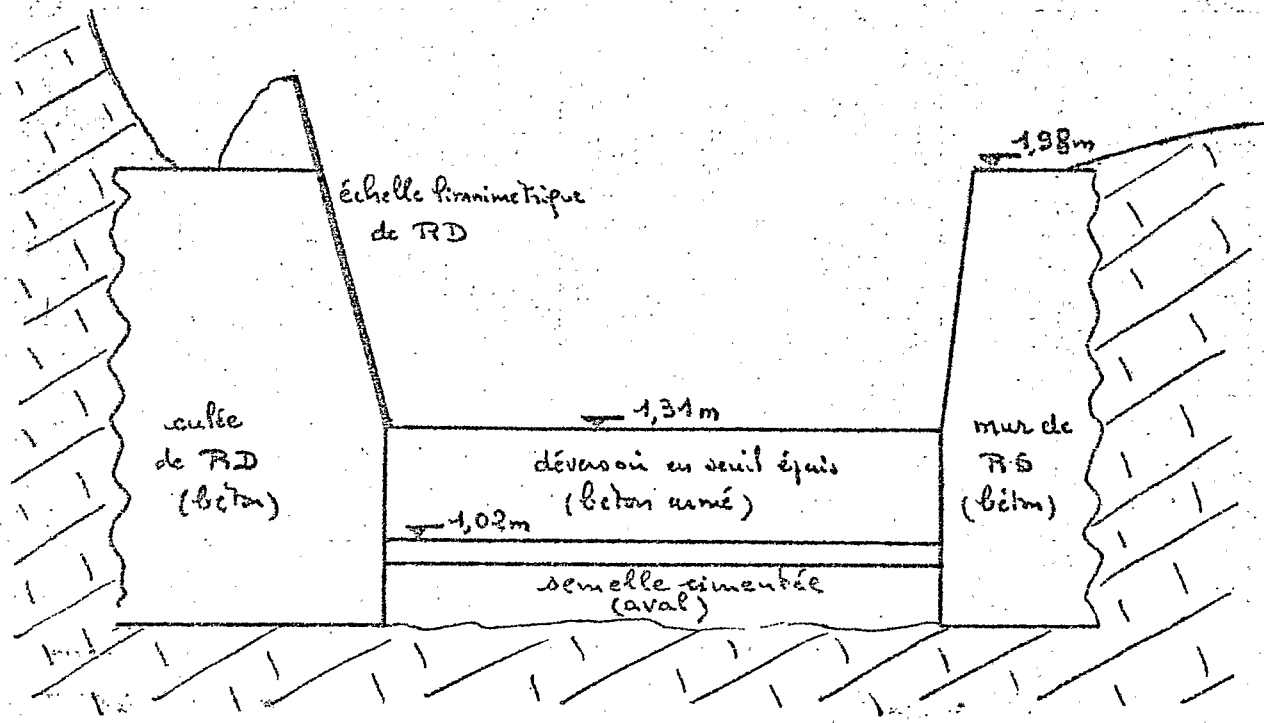 1,98m
échelle limnimetrique
de RD
1,31m
culée
de RD
(béton)
déversoir en seuil épais
(béton armé)
mur de
RG
(béton)
1,02m
semelle cimentée
(aval)